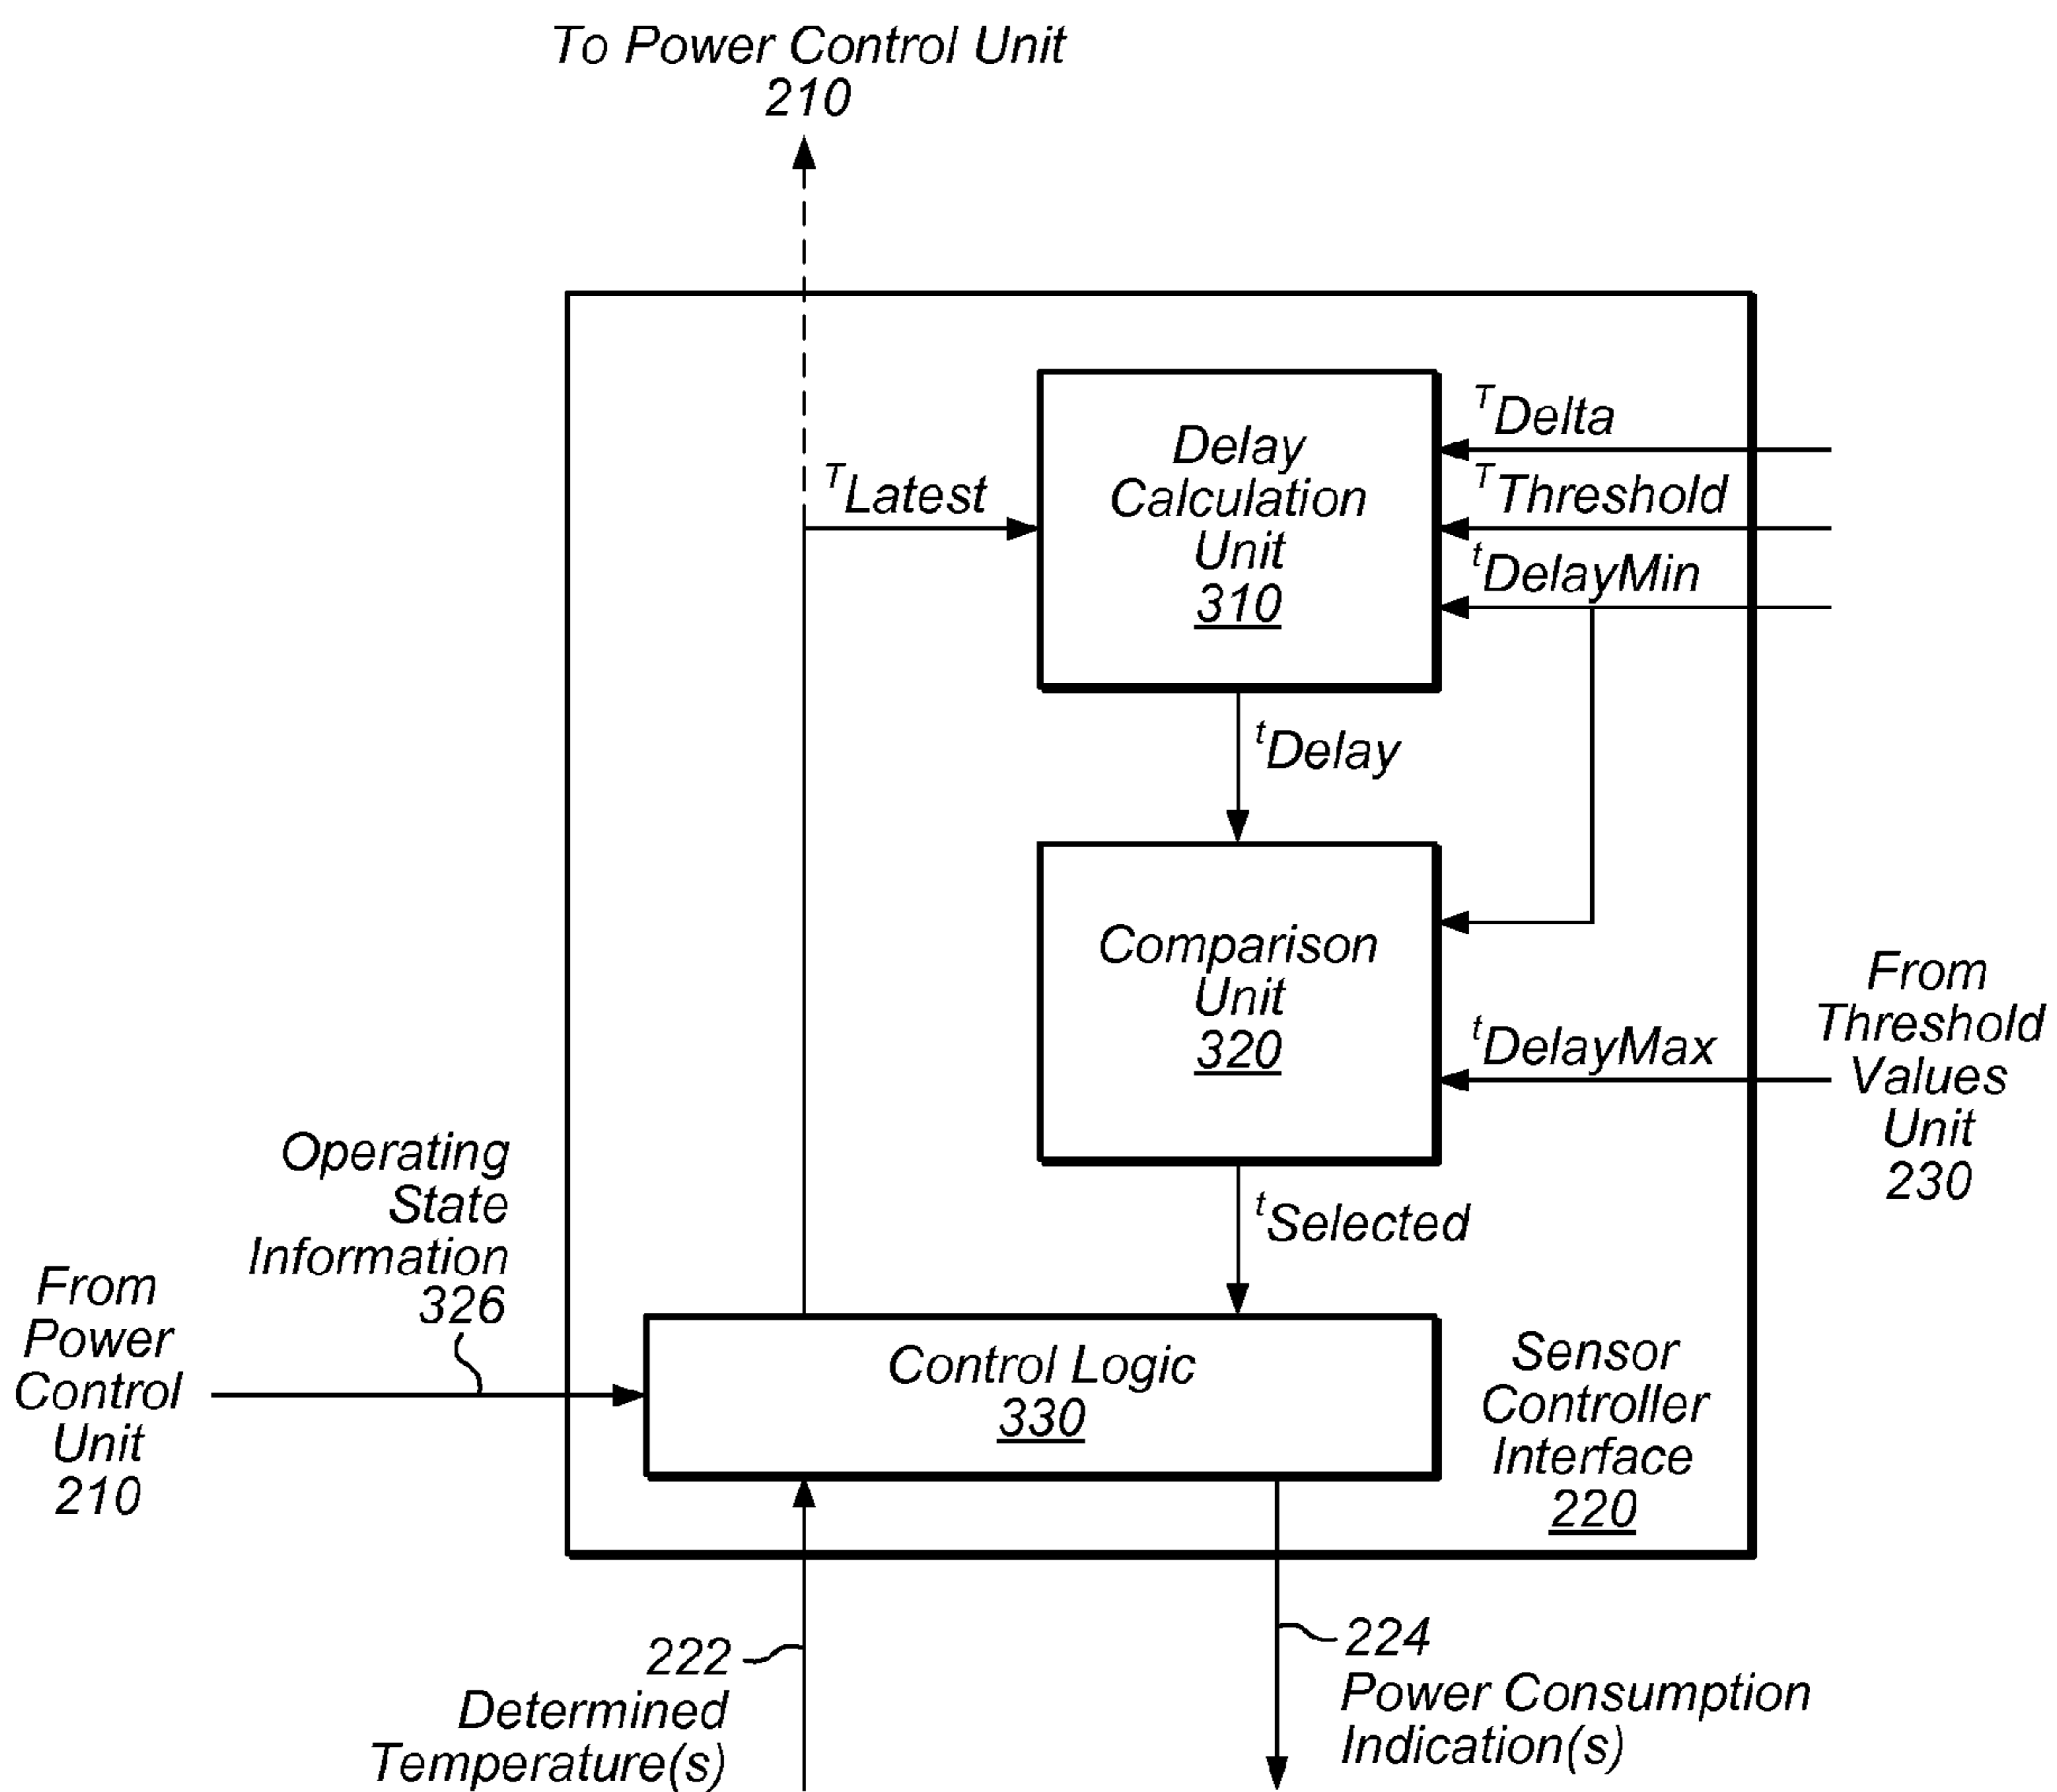 To Power Control Unit
210
TDelta
Delay
Calculation
Unit
310
TLatest
TThreshold
tDelayMin
tDelay
Comparison
Unit
320
From
Threshold
Values
Unit
230
tDelayMax
Operating
State
Information
326
tSelected
From
Power
Control
Unit
210
Control Logic
330
Sensor
Controller
Interface
220
222
Determined
Temperature(s)
224
Power Consumption
Indication(s)